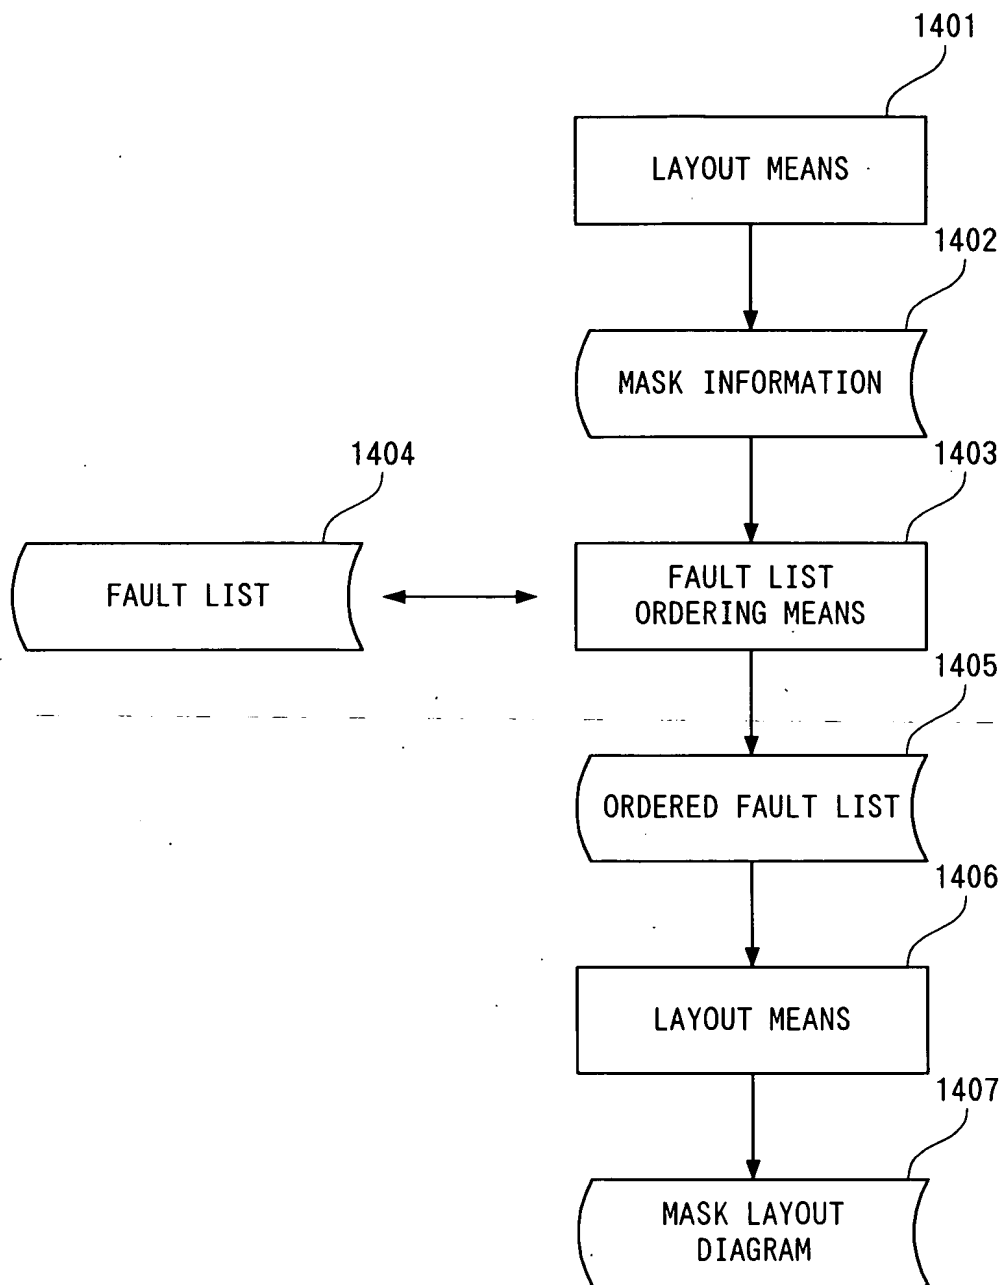 1401
LAYOUT MEANS
1402
MASK INFORMATION
1404
1403
FAULT LIST
FAULT LIST
ORDERING MEANS
1405
ORDERED FAULT LIST
1406
LAYOUT MEANS
1407
MASK LAYOUT
DIAGRAM